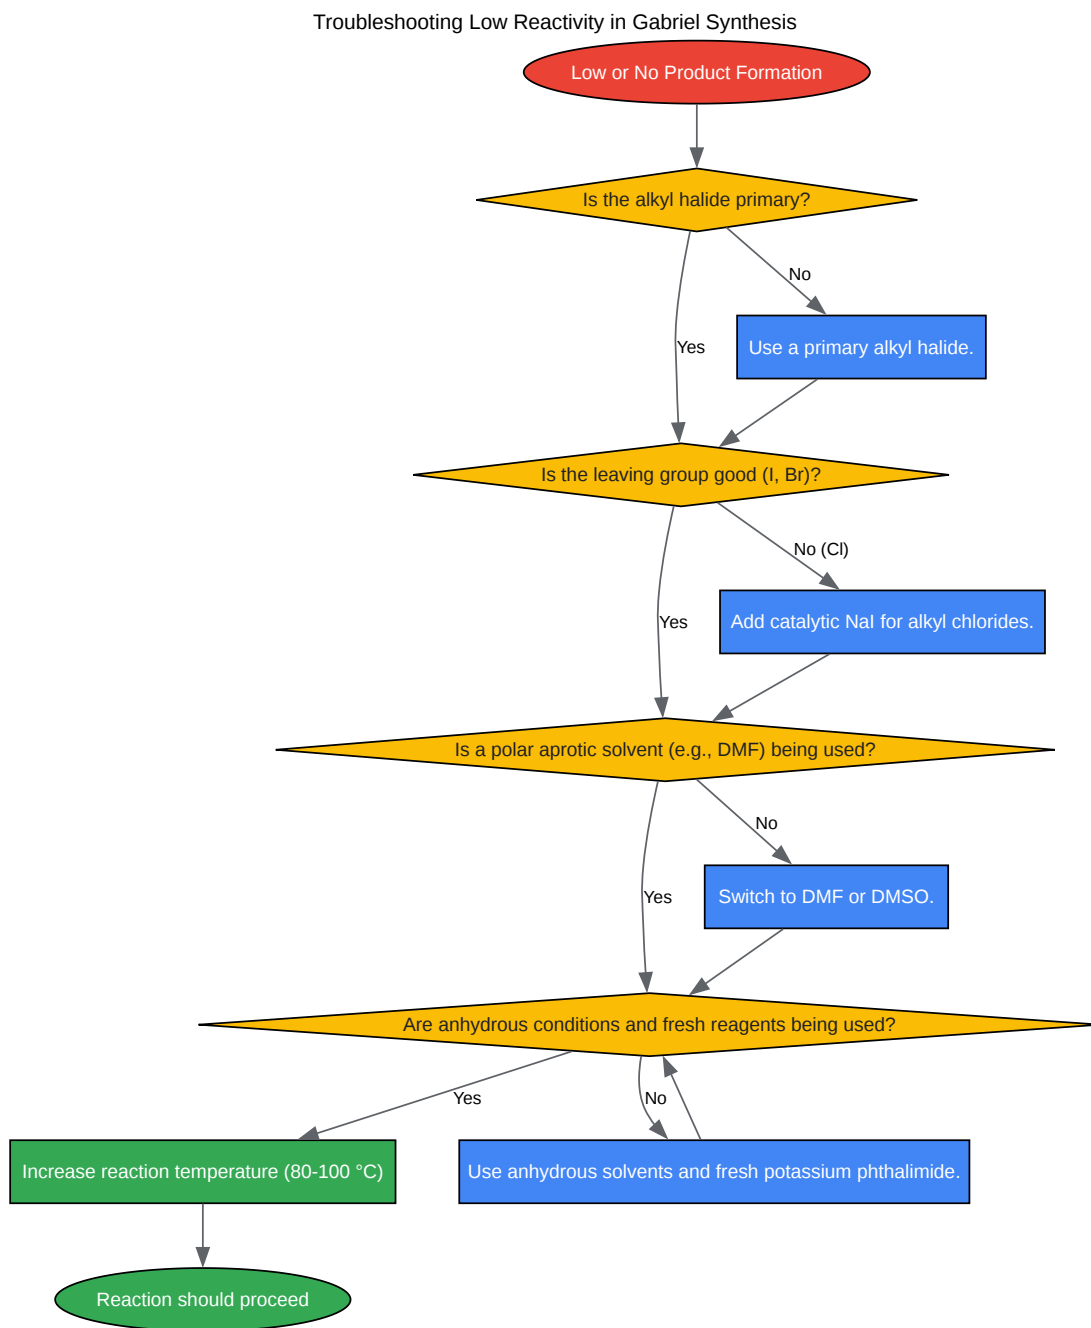 Troubleshooting Low Reactivity in Gabriel Synthesis
Low or No Product Formation
Is the alkyl halide primary?
No
Yes
Use a primary alkyl halide.
Is the leaving group good (I, Br)?
No (Cl)
Yes
Add catalytic NaI for alkyl chlorides.
Is a polar aprotic solvent (e.g., DMF) being used?
No
Yes
Switch to DMF or DMSO.
Are anhydrous conditions and fresh reagents being used?
Yes
No
Increase reaction temperature (80-100 °C)
Use anhydrous solvents and fresh potassium phthalimide.
Reaction should proceed